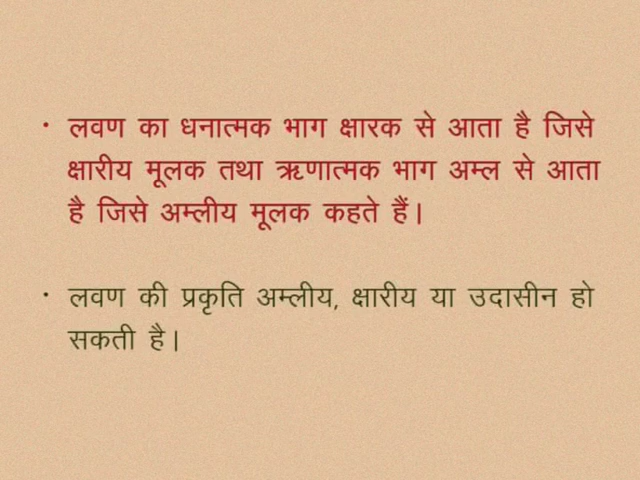 • लवण का धनात्मक भाग क्षारक से आता है जिसे
क्षारीय मूलक तथा ऋणात्मक भाग अम्ल से आता
है जिसे अम्लीय मूलक कहते हैं।
• लवण की प्रकृति अम्लीय, क्षारीय या उदासीन हो
सकती है।